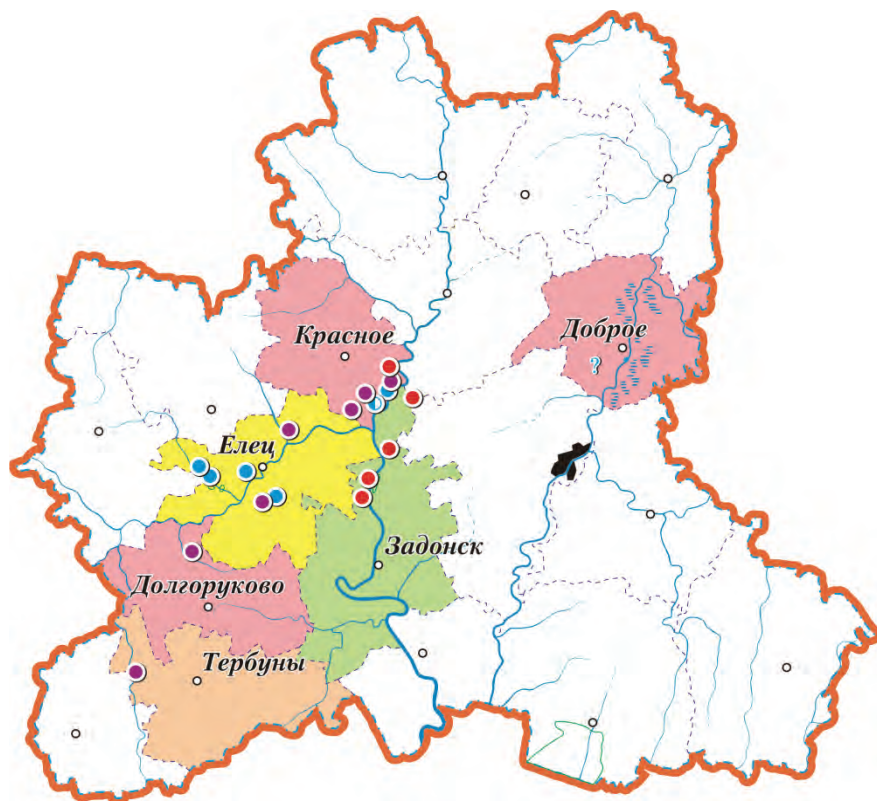 Красное
Доброе
?
Елец
Задонск
Долгоруково
Тербуны